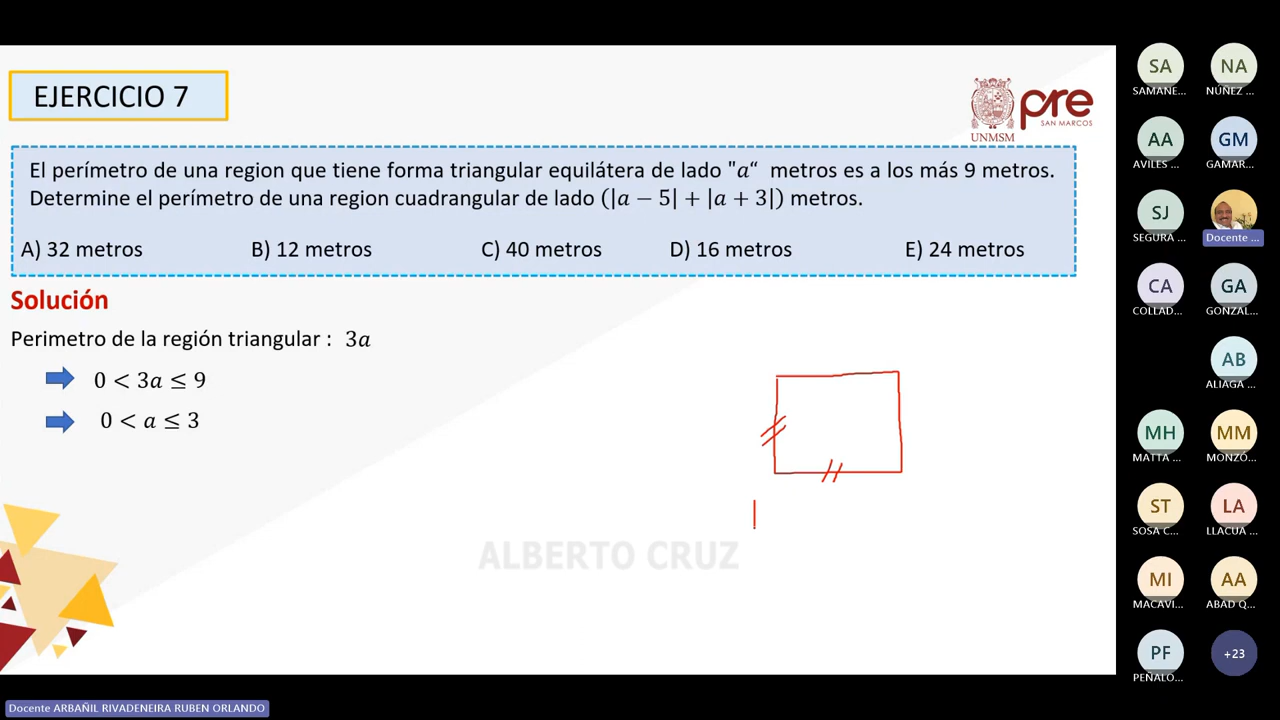 EJERCICIO 7
UNMSM
pre
SAN MARCOS
El perímetro de una region que tiene forma triangular equilátera de lado "a“ metros es a los más 9 metros.
Determine el perímetro de una region cuadrangular de lado (|a − 5| + |a + 3|) metros.
A) 32 metros B) 12 metros C) 40 metros D) 16 metros E) 24 metros
Solución
Perimetro de la región triangular : 3a
0 < 3a ≤ 9
0 < a ≤ 3
ALBERTO CRUZ
SA NA
SAMANE... NÚÑEZ ...
AA GM
AVILES ... GAMAR...
SJ
SEGURA ... Docente ...
CA GA
COLLAD... GONZAL...
AB
ALIAGA ...
MH MM
MATTA ... MONZÓ...
ST LA
SOSA C... LLACUA ...
MI AA
MACAVI... ABAD Q...
PF +23
PEÑALO...
Docente ARBAÑIL RIVADENEIRA RUBEN ORLANDO